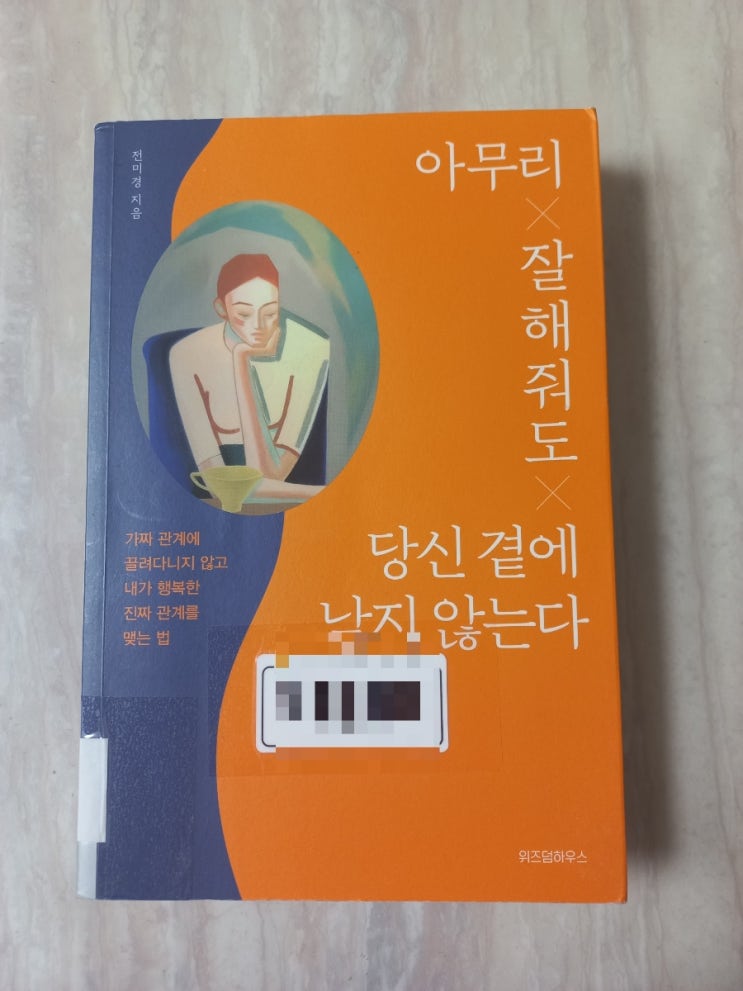 전미경 지음
아무리
×
잘해줘도
×
당신 곁에
남지 않는다
가짜 관계에
끌려다니지 않고
내가 행복한
진짜 관계를
맺는 법
위즈덤하우스